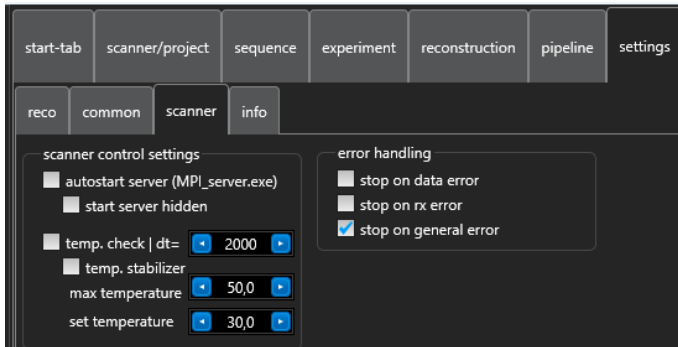 start-tab scanner/project sequence experiment reconstruction pipeline settings
reco common scanner info
scanner control settings
autostart server (MPI_server.exe)
start server hidden
temp. check | dt= 2000
temp. stabilizer
max temperature 50,0
set temperature 30,0
error handling
stop on data error
stop on rx error
stop on general error